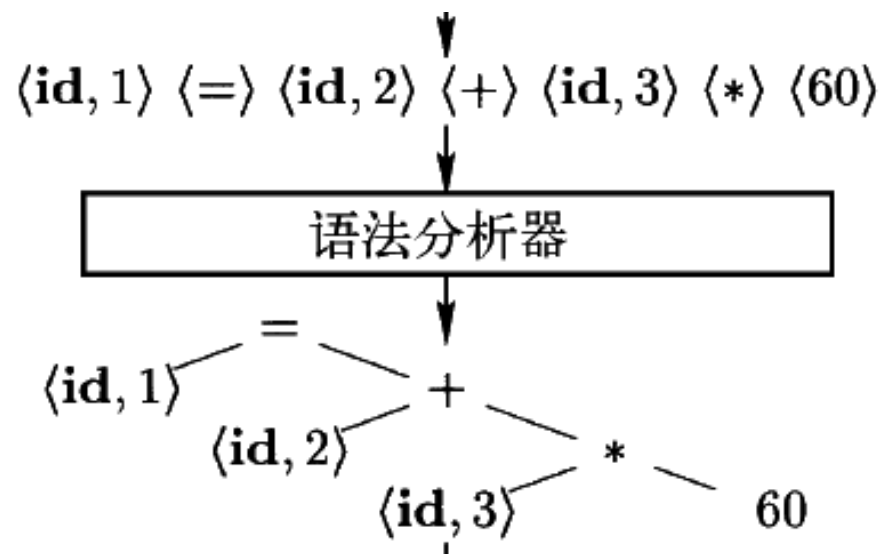 ⟨id, 1⟩ ⟨=⟩ ⟨id, 2⟩ ⟨+⟩ ⟨id, 3⟩ ⟨*⟩ ⟨60⟩
语法分析器
=
⟨id, 1⟩ +
⟨id, 2⟩ *
⟨id, 3⟩ 60